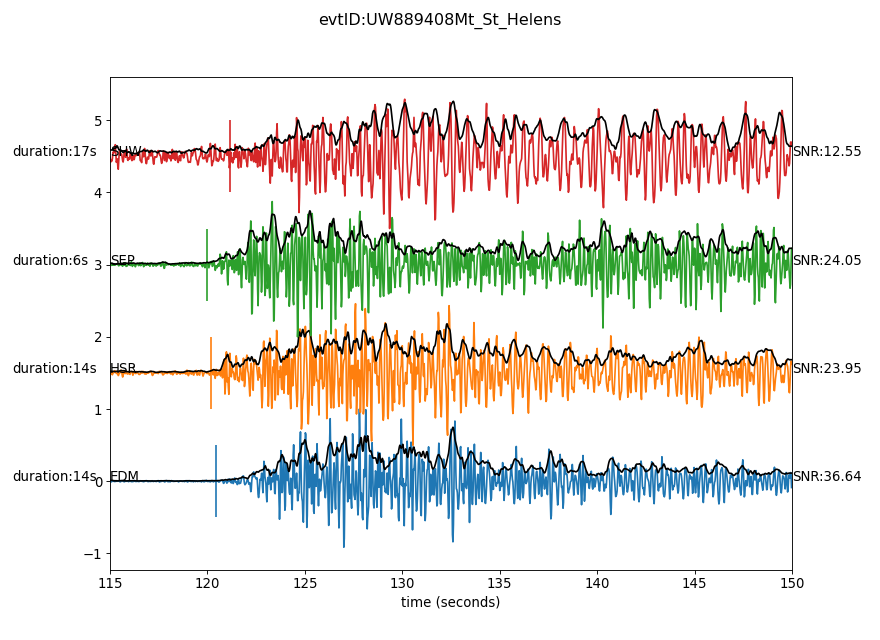 evtID:UW889408Mt_St_Helens
5
duration:17s SHW SNR:12.55
4
duration:6s SEP 3 SNR:24.05
2
duration:14s HSR SNR:23.95
1
duration:14s EDM 0 SNR:36.64
−1
115 120 125 130 135 140 145 150
time (seconds)